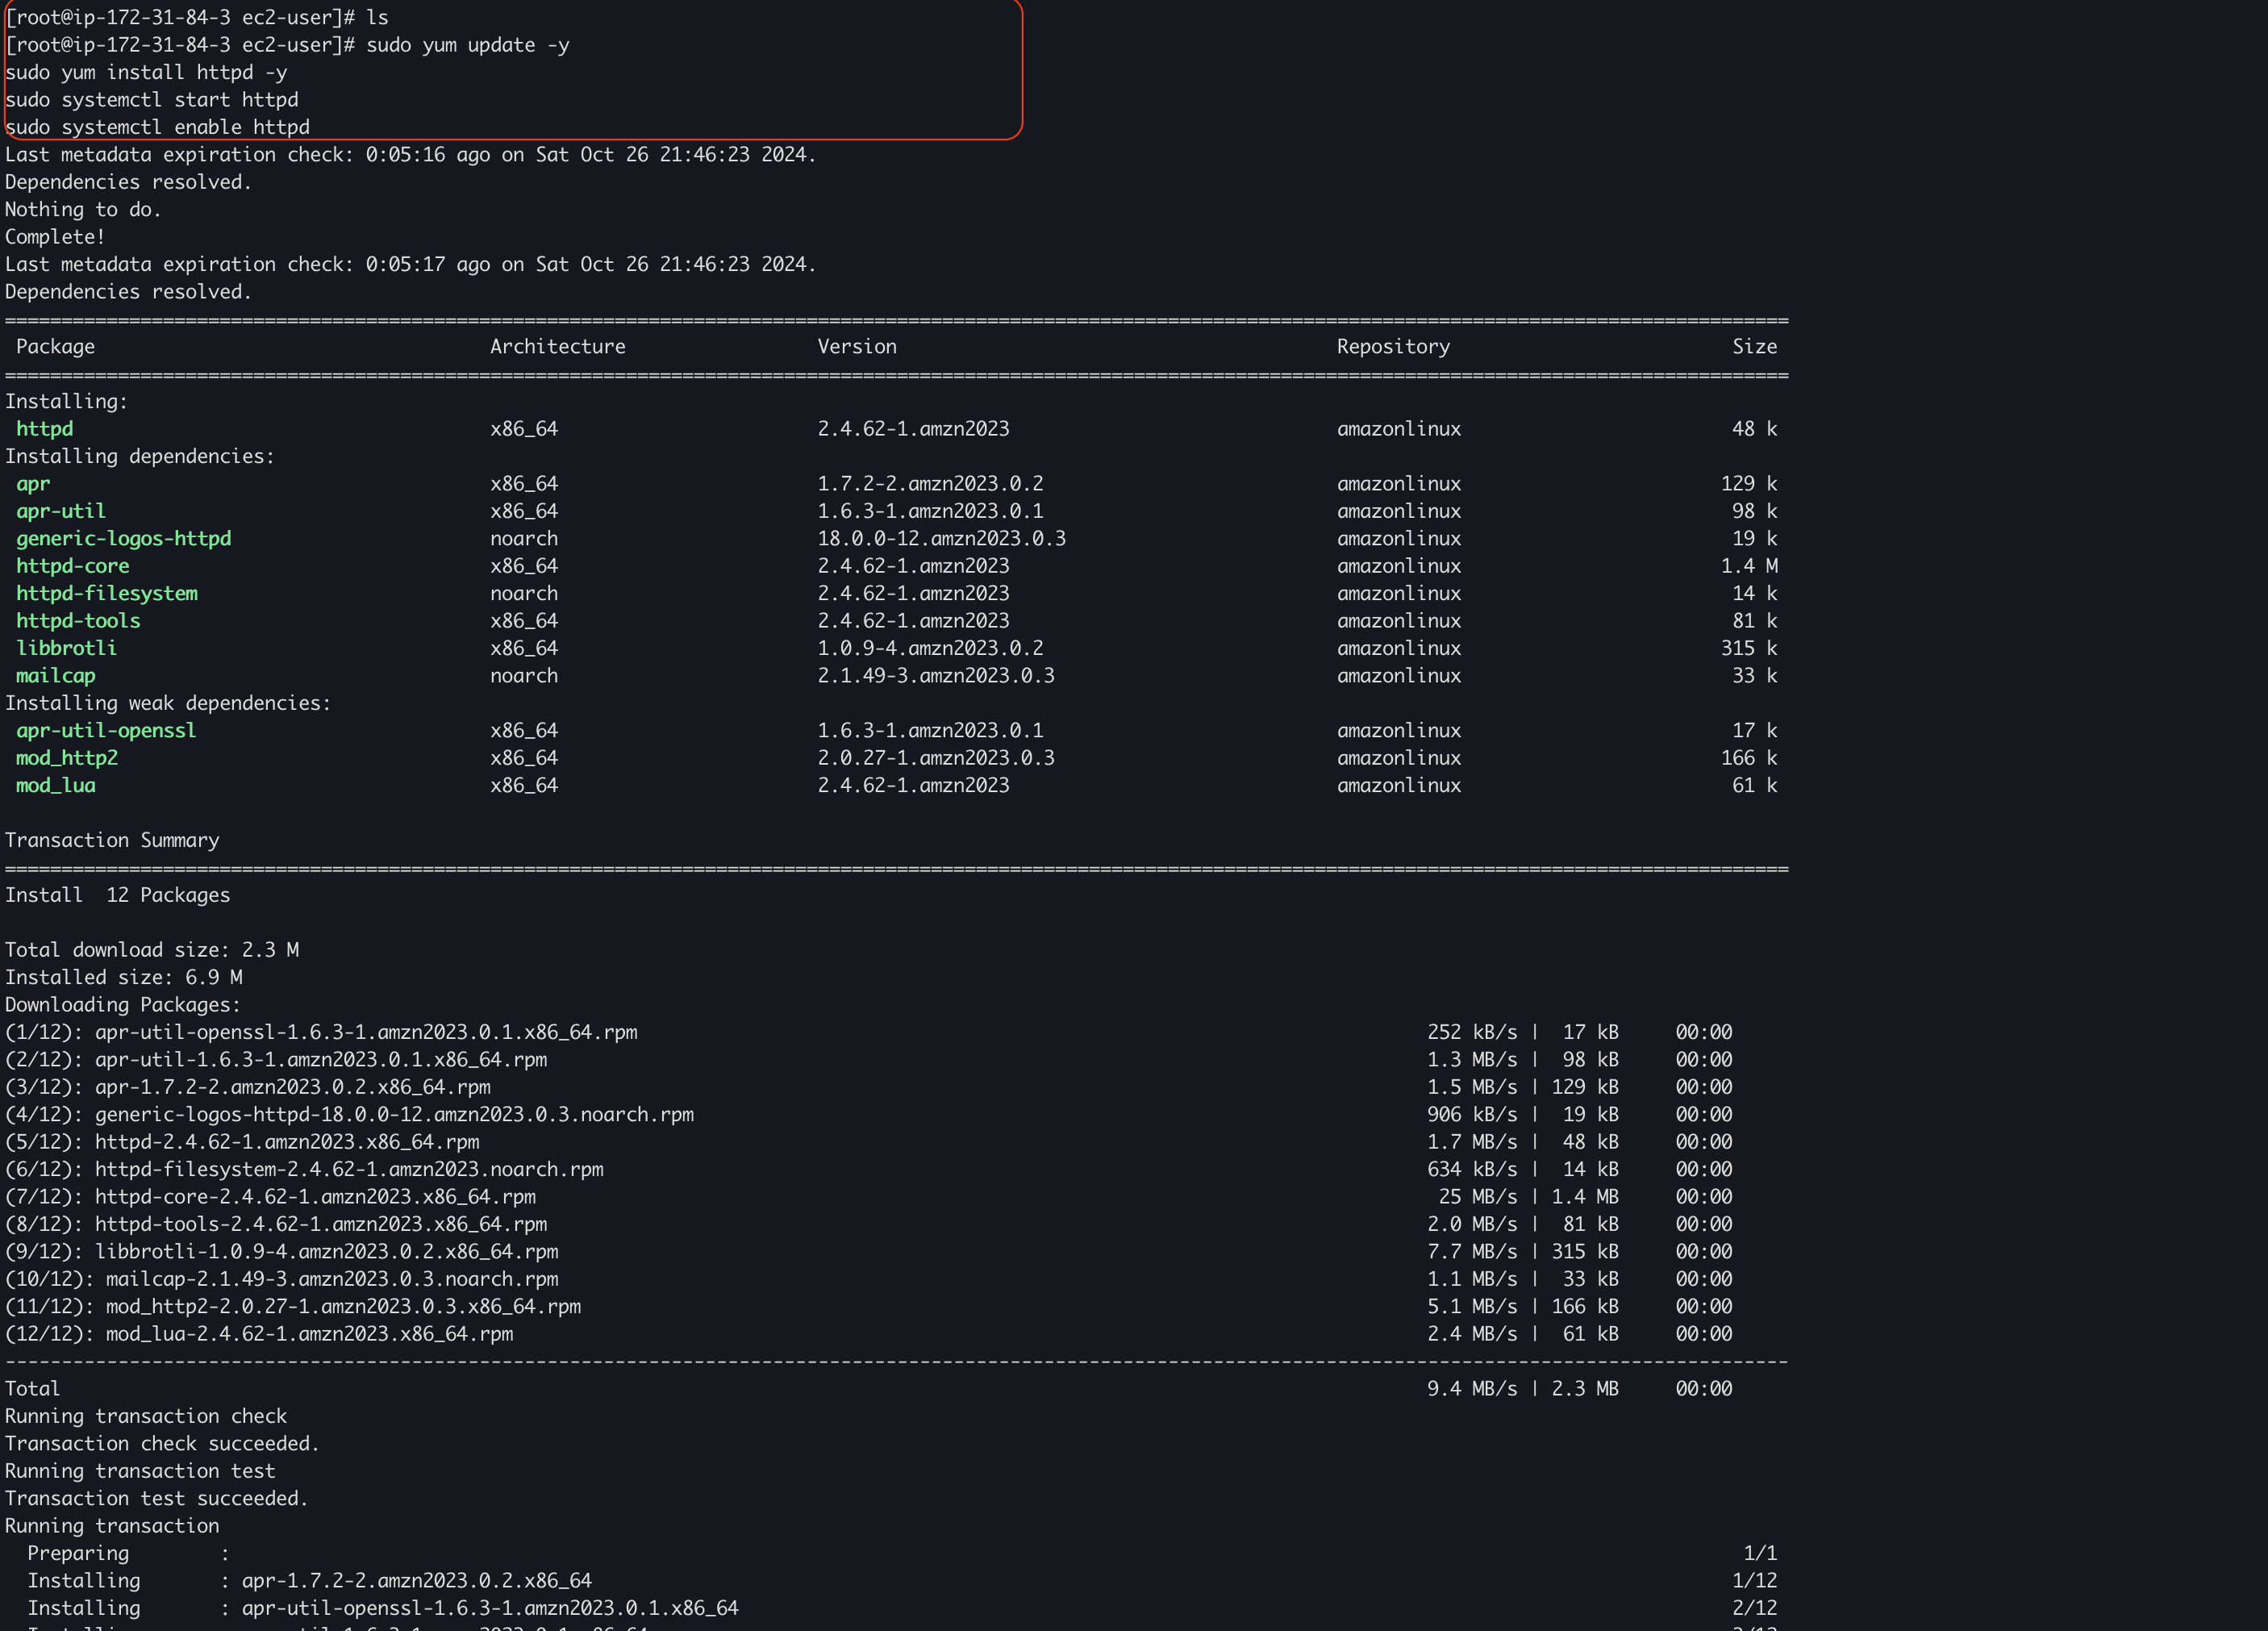 [root@ip-172-31-84-3 ec2-user]# ls
[root@ip-172-31-84-3 ec2-user]# sudo yum update -y
sudo yum install httpd -y
sudo systemctl start httpd
sudo systemctl enable httpd
Last metadata expiration check: 0:05:16 ago on Sat Oct 26 21:46:23 2024.
Dependencies resolved.
Nothing to do.
Complete!
Last metadata expiration check: 0:05:17 ago on Sat Oct 26 21:46:23 2024.
Dependencies resolved.
Package Architecture Version Repository Size
Installing:
httpd x86_64 2.4.62-1.amzn2023 amazonlinux 48 k
Installing dependencies:
apr x86_64 1.7.2-2.amzn2023.0.2 amazonlinux 129 k
apr-util x86_64 1.6.3-1.amzn2023.0.1 amazonlinux 98 k
generic-logos-httpd noarch 18.0.0-12.amzn2023.0.3 amazonlinux 19 k
httpd-core x86_64 2.4.62-1.amzn2023 amazonlinux 1.4 M
httpd-filesystem noarch 2.4.62-1.amzn2023 amazonlinux 14 k
httpd-tools x86_64 2.4.62-1.amzn2023 amazonlinux 81 k
libbrotli x86_64 1.0.9-4.amzn2023.0.2 amazonlinux 315 k
mailcap noarch 2.1.49-3.amzn2023.0.3 amazonlinux 33 k
Installing weak dependencies:
apr-util-openssl x86_64 1.6.3-1.amzn2023.0.1 amazonlinux 17 k
mod_http2 x86_64 2.0.27-1.amzn2023.0.3 amazonlinux 166 k
mod_lua x86_64 2.4.62-1.amzn2023 amazonlinux 61 k
Transaction Summary
Install 12 Packages
Total download size: 2.3 M
Installed size: 6.9 M
Downloading Packages:
(1/12): apr-util-openssl-1.6.3-1.amzn2023.0.1.x86_64.rpm 252 kB/s | 17 kB 00:00
(2/12): apr-util-1.6.3-1.amzn2023.0.1.x86_64.rpm 1.3 MB/s | 98 kB 00:00
(3/12): apr-1.7.2-2.amzn2023.0.2.x86_64.rpm 1.5 MB/s | 129 kB 00:00
(4/12): generic-logos-httpd-18.0.0-12.amzn2023.0.3.noarch.rpm 906 kB/s | 19 kB 00:00
(5/12): httpd-2.4.62-1.amzn2023.x86_64.rpm 1.7 MB/s | 48 kB 00:00
(6/12): httpd-filesystem-2.4.62-1.amzn2023.noarch.rpm 634 kB/s | 14 kB 00:00
(7/12): httpd-core-2.4.62-1.amzn2023.x86_64.rpm 25 MB/s | 1.4 MB 00:00
(8/12): httpd-tools-2.4.62-1.amzn2023.x86_64.rpm 2.0 MB/s | 81 kB 00:00
(9/12): libbrotli-1.0.9-4.amzn2023.0.2.x86_64.rpm 7.7 MB/s | 315 kB 00:00
(10/12): mailcap-2.1.49-3.amzn2023.0.3.noarch.rpm 1.1 MB/s | 33 kB 00:00
(11/12): mod_http2-2.0.27-1.amzn2023.0.3.x86_64.rpm 5.1 MB/s | 166 kB 00:00
(12/12): mod_lua-2.4.62-1.amzn2023.x86_64.rpm 2.4 MB/s | 61 kB 00:00
Total 9.4 MB/s | 2.3 MB 00:00
Running transaction check
Transaction check succeeded.
Running transaction test
Transaction test succeeded.
Running transaction
Preparing : 1/1
Installing : apr-1.7.2-2.amzn2023.0.2.x86_64 1/12
Installing : apr-util-openssl-1.6.3-1.amzn2023.0.1.x86_64 2/12